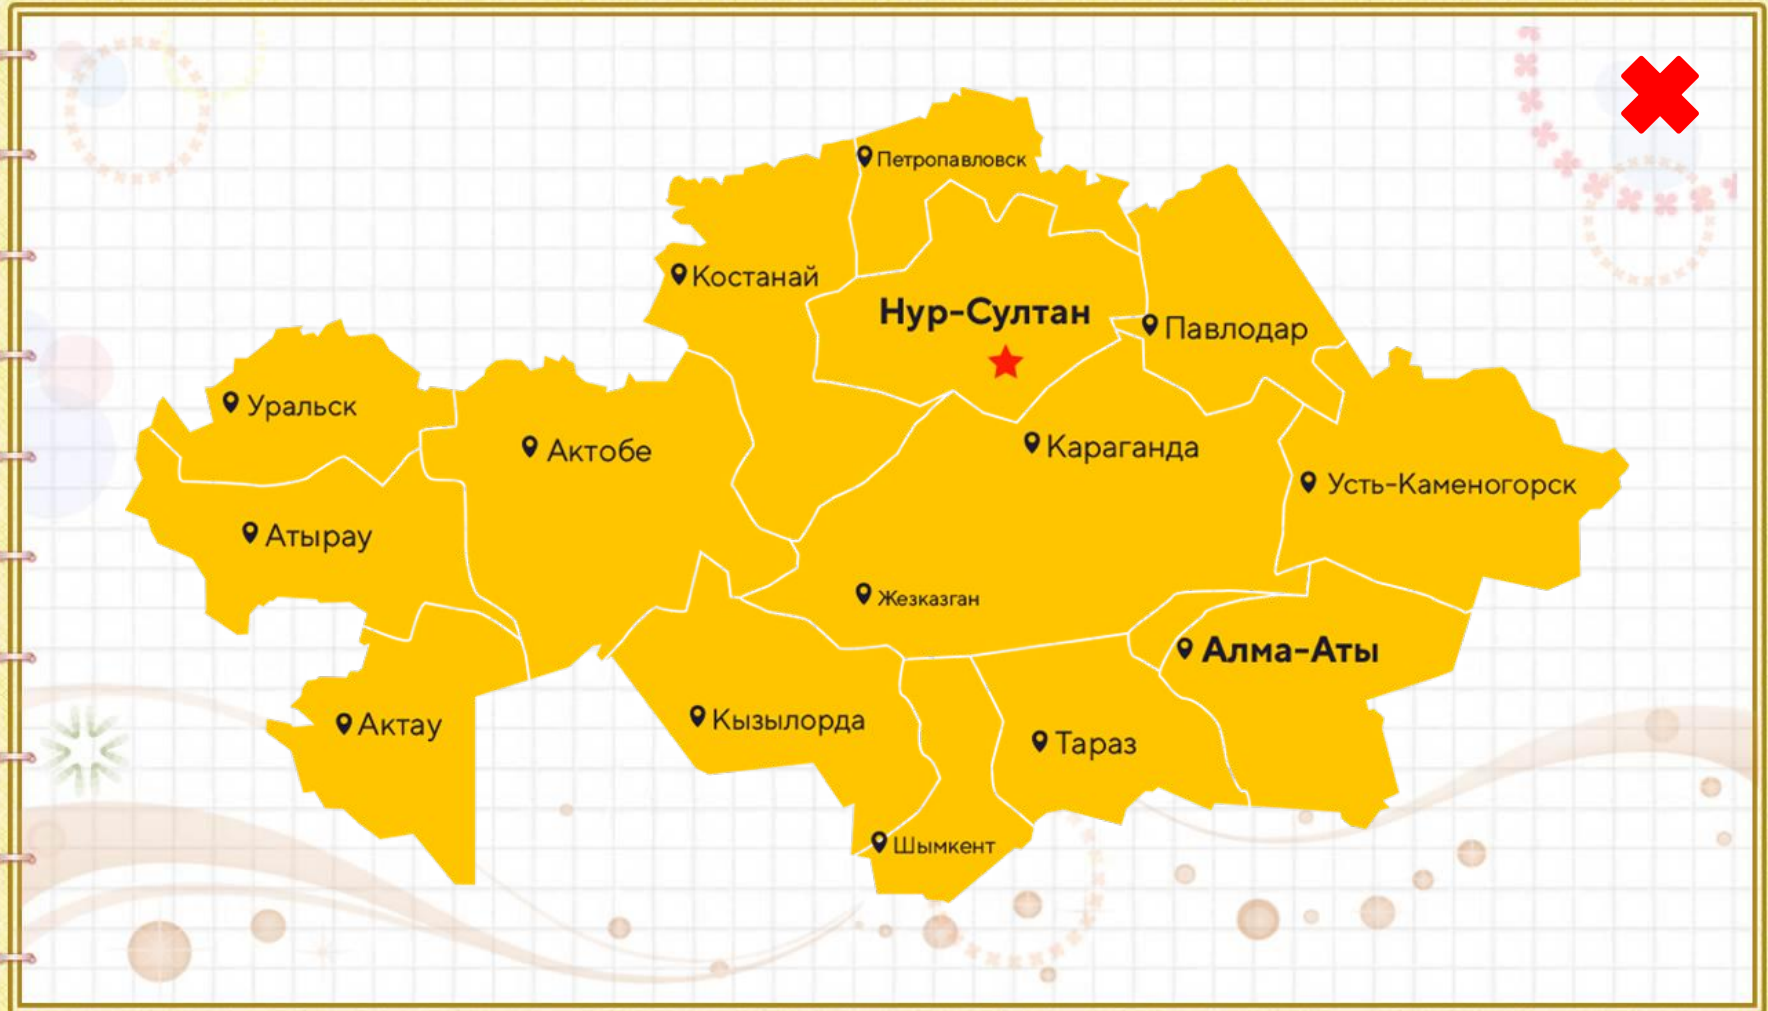 Петропавловск
Костанай
Нур-Султан
Павлодар
Уральск
Актобе
Караганда
Усть-Каменогорск
Атырау
Жезказган
Алма-Аты
Актау
Кызылорда
Тараз
Шымкент